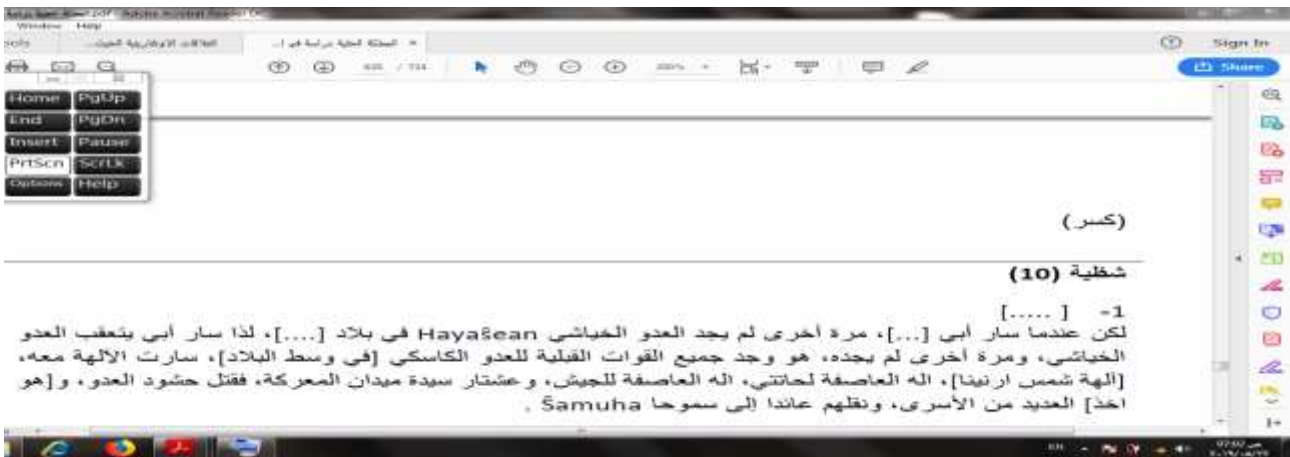 Window Help
Sign In
Share
Home PgUp
End PgDn
Insert Pause
PrtScn ScrLk
Options Help
(كسر)
شظية (10)
1- [ ..... ]
لكن عندما سار أبي [...]، مرة أخرى لم يجد العدو الخياشي Hayašean في بلاد [....]، لذا سار أبي يتعقب العدو
الخياشي، ومرة أخرى لم يجده، هو وجد جميع القوات القبلية للعدو الكاسكي [في وسط البلاد]، سارت الآلهة معه،
[آلهة شمس ارنينا]، اله العاصفة لحاتتي، اله العاصفة للجيش، وعشتار سيدة ميدان المعركة، فقتل حشود العدو، و[هو
اخذ] العديد من الأسرى، ونقلهم عائدا إلى سموحا Šamuha .
EN